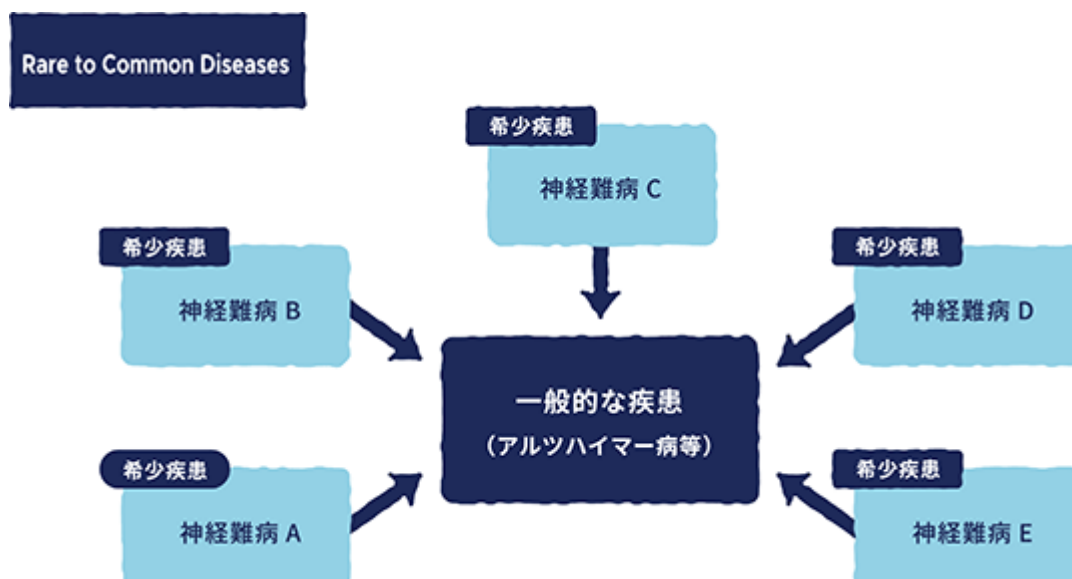 Rare to Common Diseases
希少疾患
神経難病 C
希少疾患
神経難病 B
希少疾患
神経難病 D
一般的な疾患
（アルツハイマー病等）
希少疾患
神経難病 A
希少疾患
神経難病 E